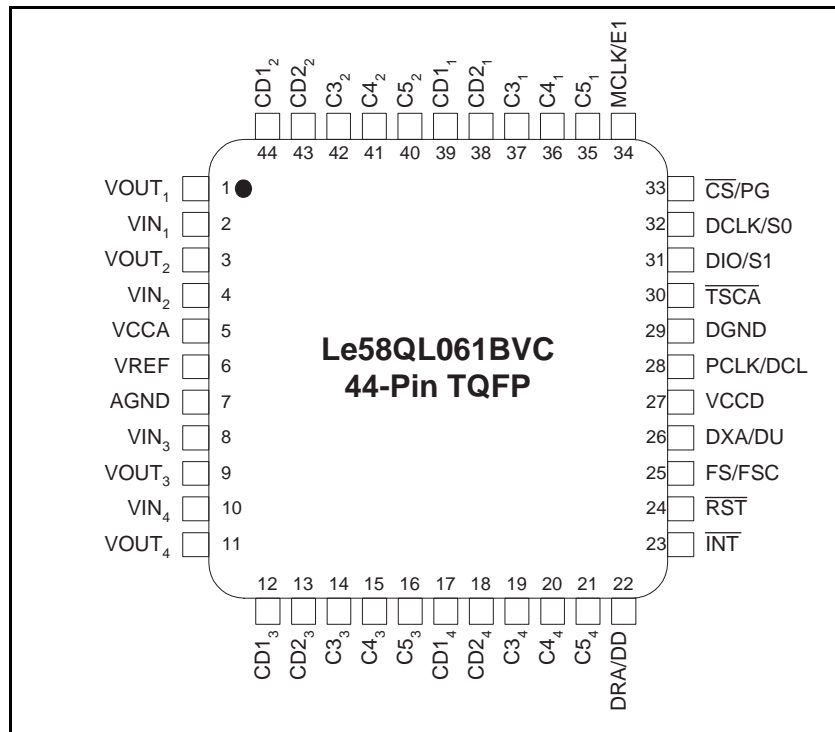 CD1₂ CD2₂ C3₂ C4₂ C5₂ CD1₁ CD2₁ C3₁ C4₁ C5₁ MCLK/E1
44 43 42 41 40 39 38 37 36 35 34
VOUT₁ 1 33 C̅S̅/PG
VIN₁ 2 32 DCLK/S0
VOUT₂ 3 31 DIO/S1
VIN₂ 4 30 T̅S̅C̅A̅
VCCA 5 29 DGND
VREF 6 28 PCLK/DCL
AGND 7 27 VCCD
VIN₃ 8 26 DXA/DU
VOUT₃ 9 25 FS/FSC
VIN₄ 10 24 R̅S̅T̅
VOUT₄ 11 23 I̅N̅T̅
Le58QL061BVC
44-Pin TQFP
12 13 14 15 16 17 18 19 20 21 22
CD1₃ CD2₃ C3₃ C4₃ C5₃ CD1₄ CD2₄ C3₄ C4₄ C5₄ DRA/DD